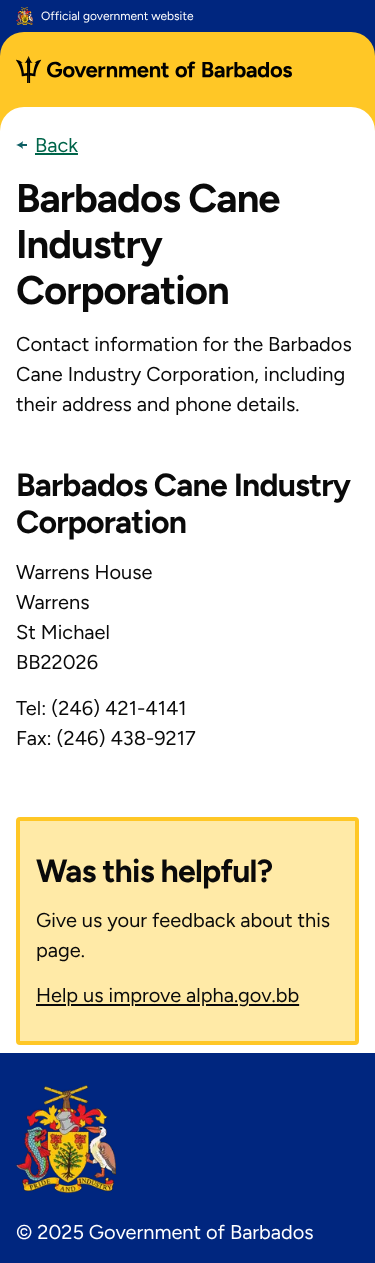 Official government website
Government of Barbados
Back
Barbados Cane
Industry
Corporation
Contact information for the Barbados
Cane Industry Corporation, including
their address and phone details.
Barbados Cane Industry
Corporation
Warrens House
Warrens
St Michael
BB22026
Tel: (246) 421-4141
Fax: (246) 438-9217
Was this helpful?
Give us your feedback about this
page.
Help us improve alpha.gov.bb
PRIDE AND INDUSTRY
© 2025 Government of Barbados